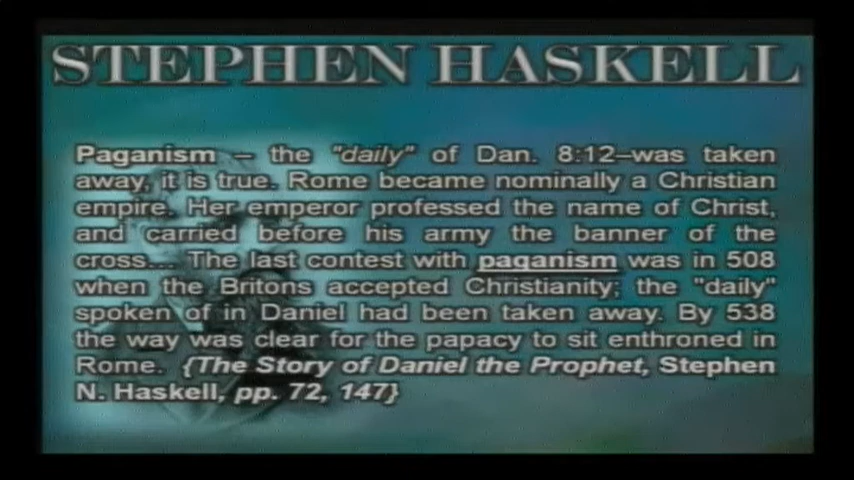 STEPHEN HASKELL
Paganism – the "daily" of Dan. 8:12–was taken
away, it is true. Rome became nominally a Christian
empire. Her emperor professed the name of Christ,
and carried before his army the banner of the
cross... The last contest with paganism was in 508
when the Britons accepted Christianity; the "daily"
spoken of in Daniel had been taken away. By 538
the way was clear for the papacy to sit enthroned in
Rome. {The Story of Daniel the Prophet, Stephen
N. Haskell, pp. 72, 147}